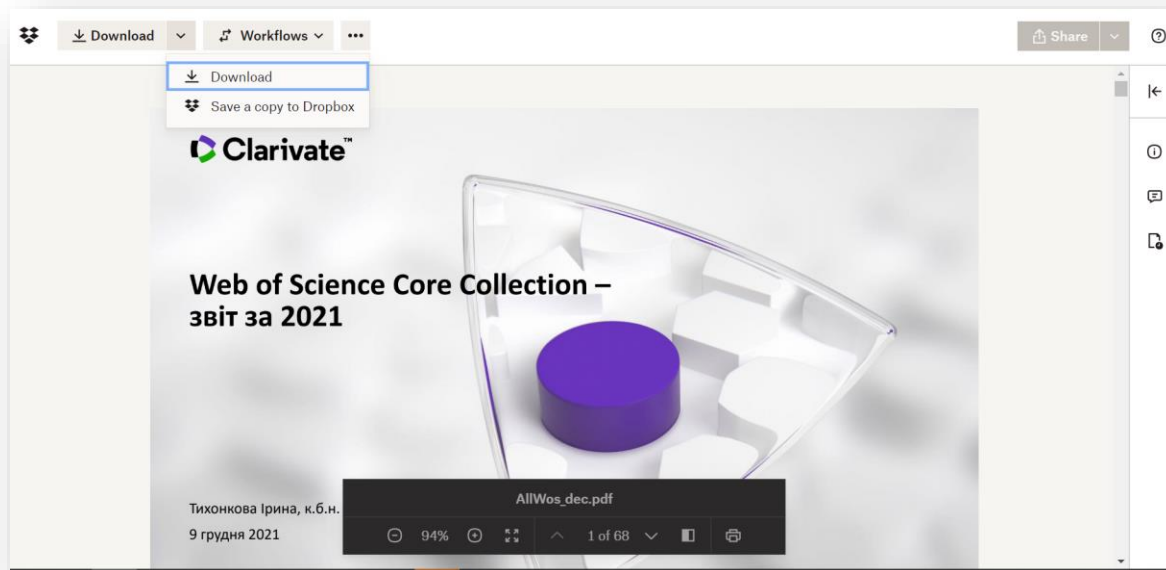 Download
Workflows
Share
Download
Save a copy to Dropbox
Clarivate™
Web of Science Core Collection –
звіт за 2021
Тихонкова Ірина, к.б.н.
9 грудня 2021
AllWos_dec.pdf
94%
1 of 68